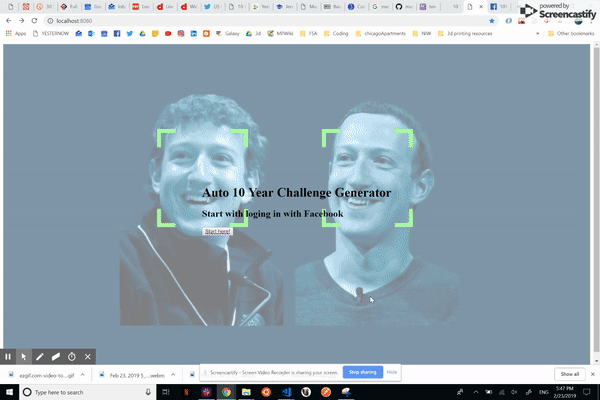 powered by
Screencastify
localhost:8080
YESTERNOW
Galaxy
3d
MPWiki
FSA
Coding
chicagoApartments
NIW
3d printing resources
Other bookmarks
Auto 10 Year Challenge Generator
Start with loging in with Facebook
Start here!
ezgif.com-video-to....gif
Feb 23, 2019 5_....webm
Screencastify - Screen Video Recorder is sharing your screen.
Stop sharing
Hide
Show all
Type here to search
ENG
5:47 PM
2/23/2019